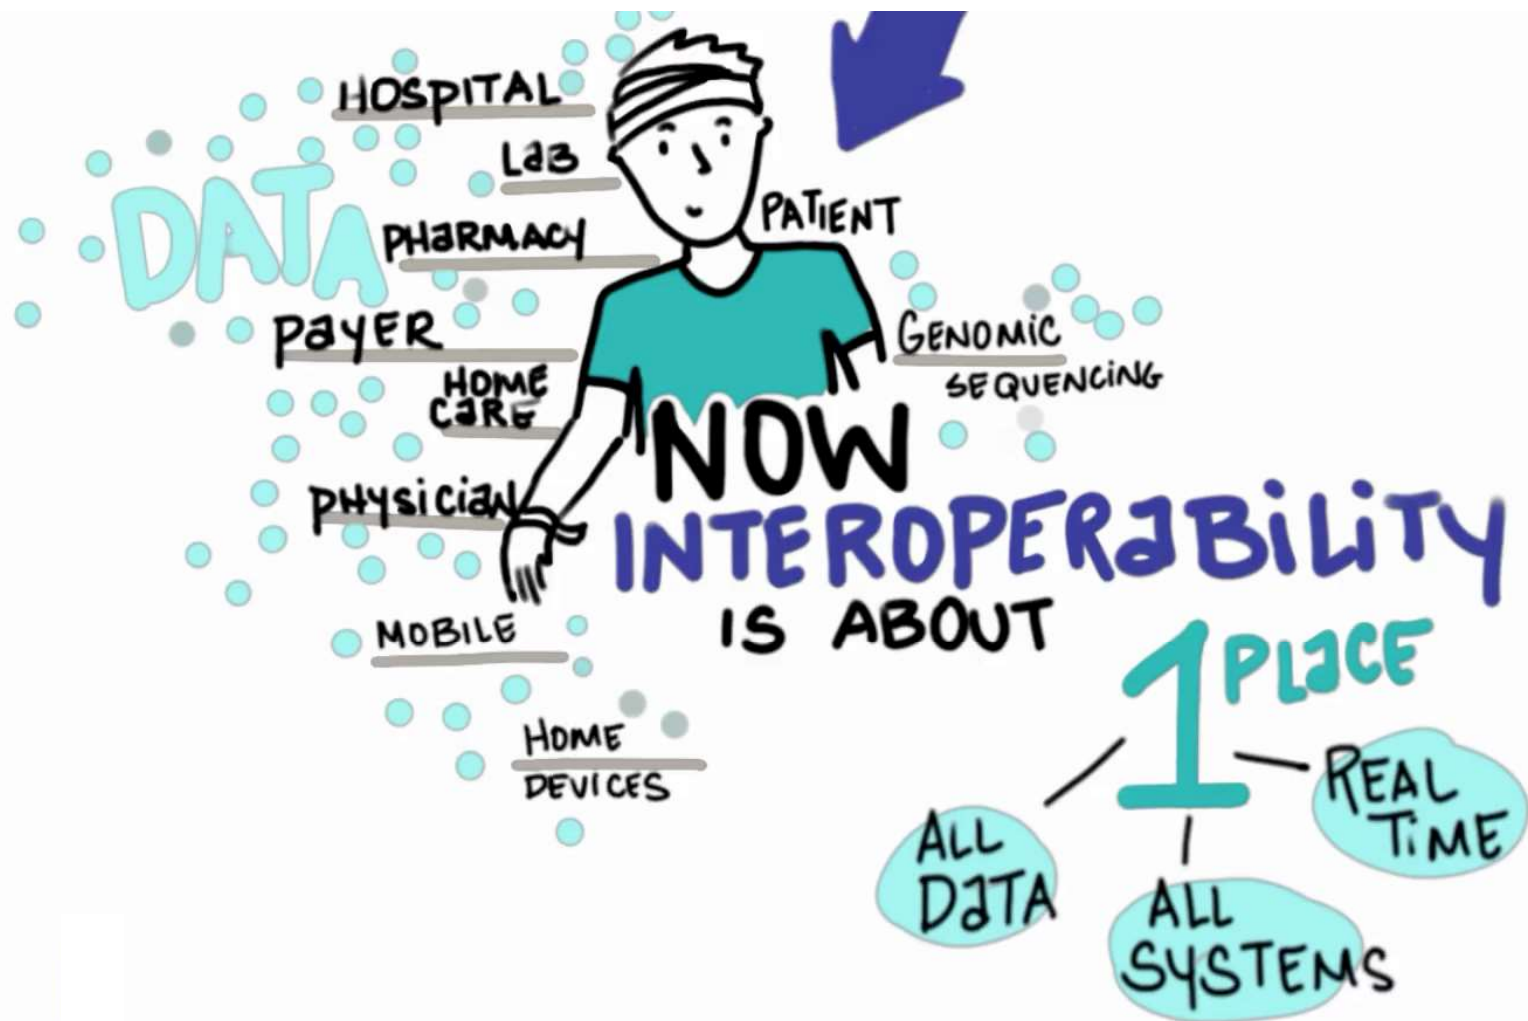 HOSPITAL
LaB
DATA
PHaRMACY
PATIENT
PaYER
HOME
CaRE
GENOMiC
SEQUENCiNG
PHYSiCiaN
NOW
INTEROPERaBiLiTY
IS ABOUT
MOBILE
1 PLaCE
HOME
DEVICES
REAL
TiME
ALL
DaTA
ALL
SYSTEMS